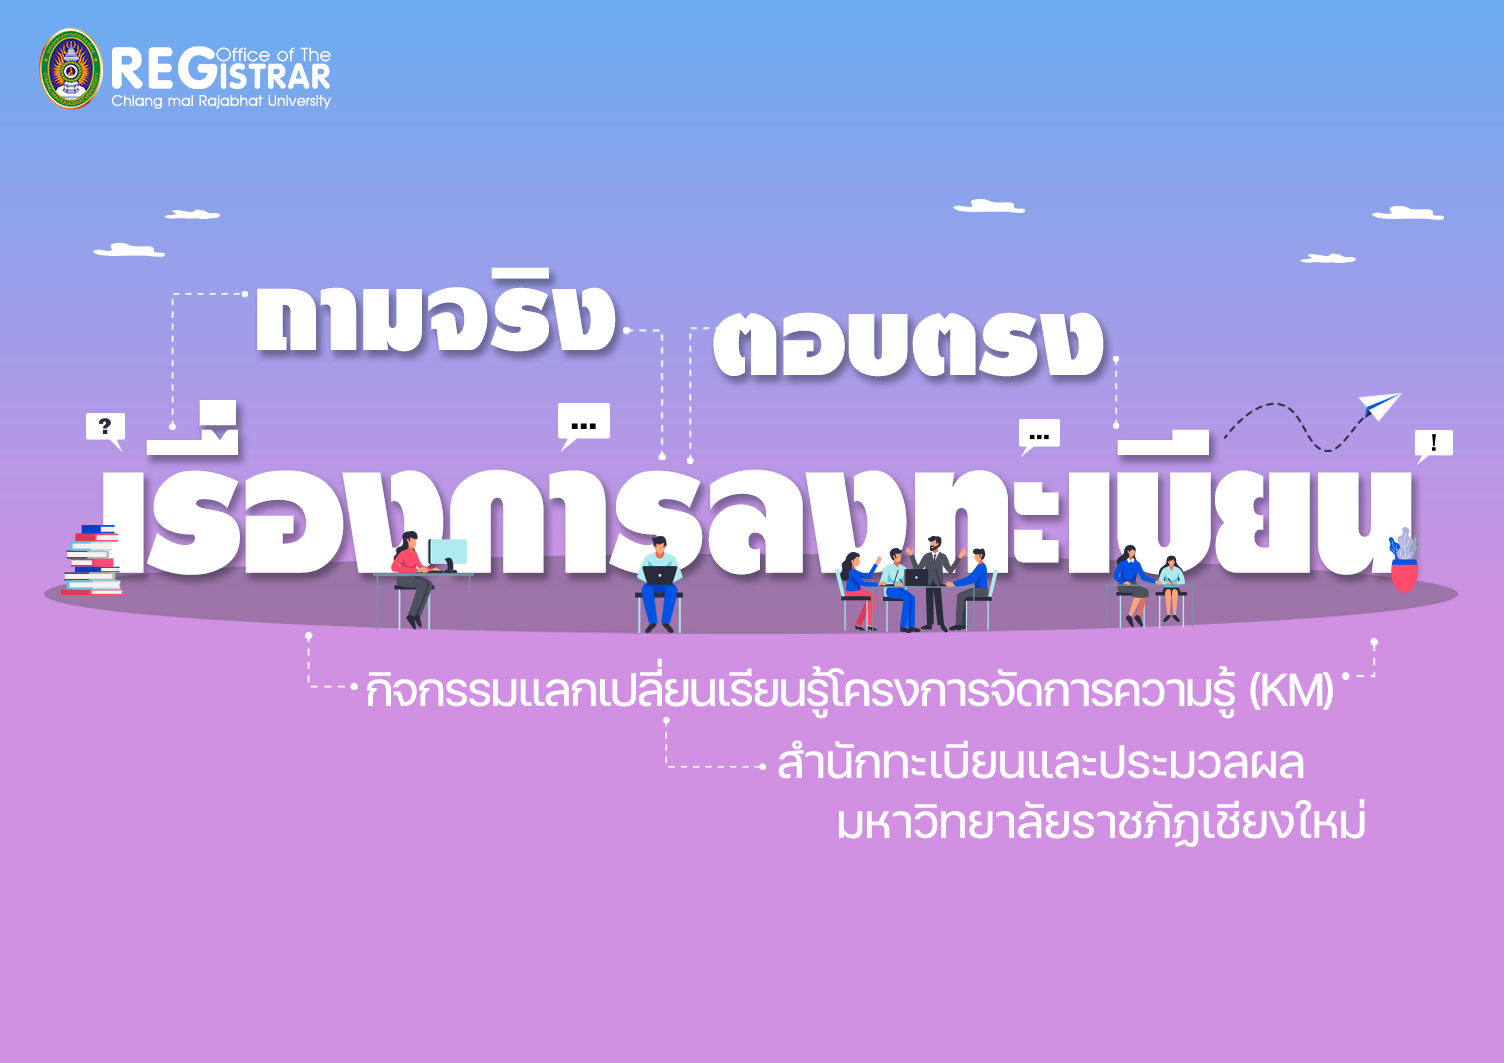 REGISTRAR Office of The
Chiang mai Rajabhat University
ถามจริง
ตอบตรง
?
...
...
!
เรื่องการลงทะเบียน
กิจกรรมแลกเปลี่ยนเรียนรู้โครงการจัดการความรู้ (KM)
สำนักทะเบียนและประมวลผล
มหาวิทยาลัยราชภัฏเชียงใหม่